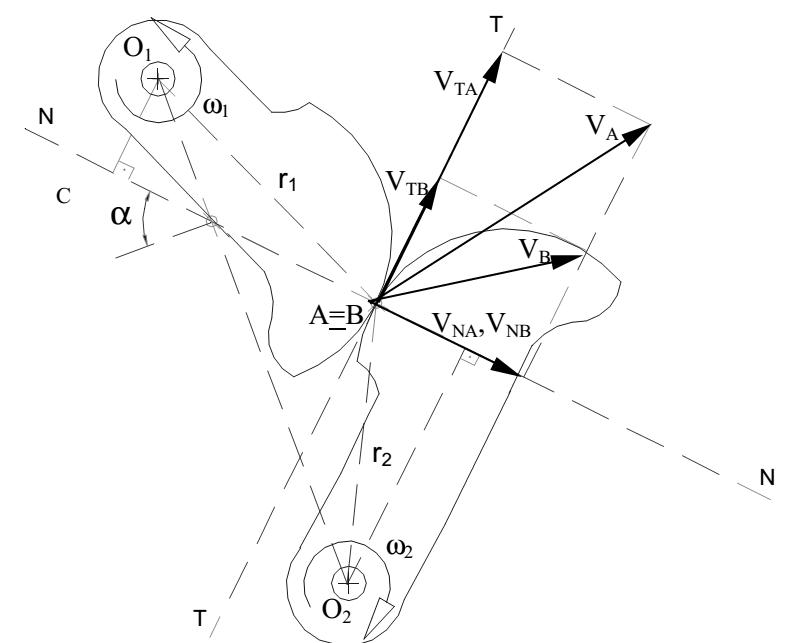 T
O1
VTA
N
ω1
VA
r1
VTB
C
α
VB
A≡B
VNA,VNB
r2
N
ω2
O2
T